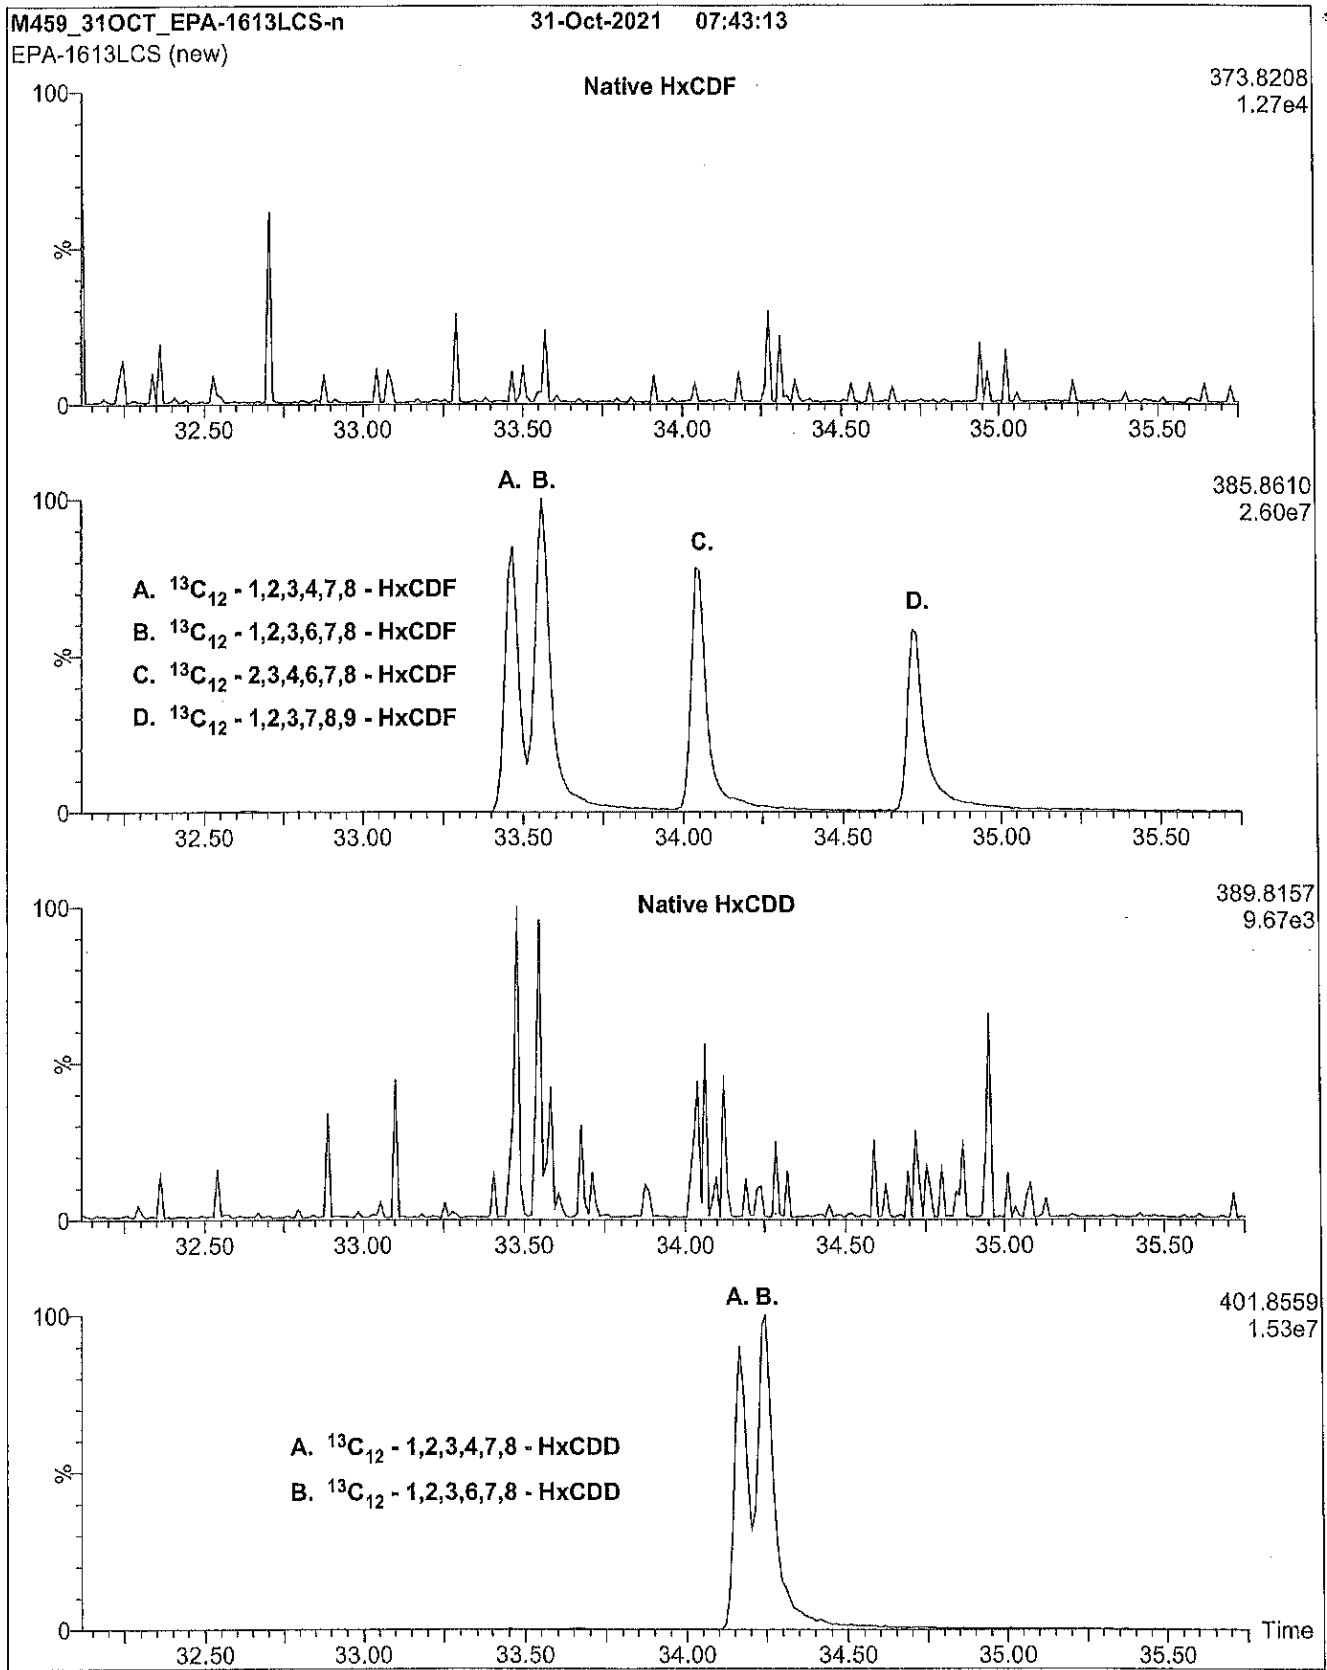 M459_31OCT_EPA-1613LCS-n 31-Oct-2021 07:43:13
EPA-1613LCS (new)
Native HxCDF
373.8208
1.27e4
100
%
0
32.50 33.00 33.50 34.00 34.50 35.00 35.50
A. B.
C.
D.
385.8610
2.60e7
100
A. ¹³C₁₂ - 1,2,3,4,7,8 - HxCDF
B. ¹³C₁₂ - 1,2,3,6,7,8 - HxCDF
C. ¹³C₁₂ - 2,3,4,6,7,8 - HxCDF
D. ¹³C₁₂ - 1,2,3,7,8,9 - HxCDF
%
0
32.50 33.00 33.50 34.00 34.50 35.00 35.50
Native HxCDD
389.8157
9.67e3
100
%
0
32.50 33.00 33.50 34.00 34.50 35.00 35.50
A. B.
401.8559
1.53e7
100
A. ¹³C₁₂ - 1,2,3,4,7,8 - HxCDD
B. ¹³C₁₂ - 1,2,3,6,7,8 - HxCDD
%
0
Time
32.50 33.00 33.50 34.00 34.50 35.00 35.50